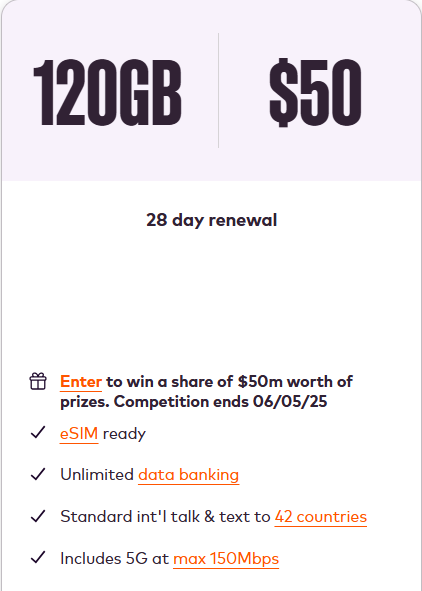 120GB
$50
28 day renewal
Enter to win a share of $50m worth of
prizes. Competition ends 06/05/25
eSIM ready
Unlimited data banking
Standard int'l talk & text to 42 countries
Includes 5G at max 150Mbps